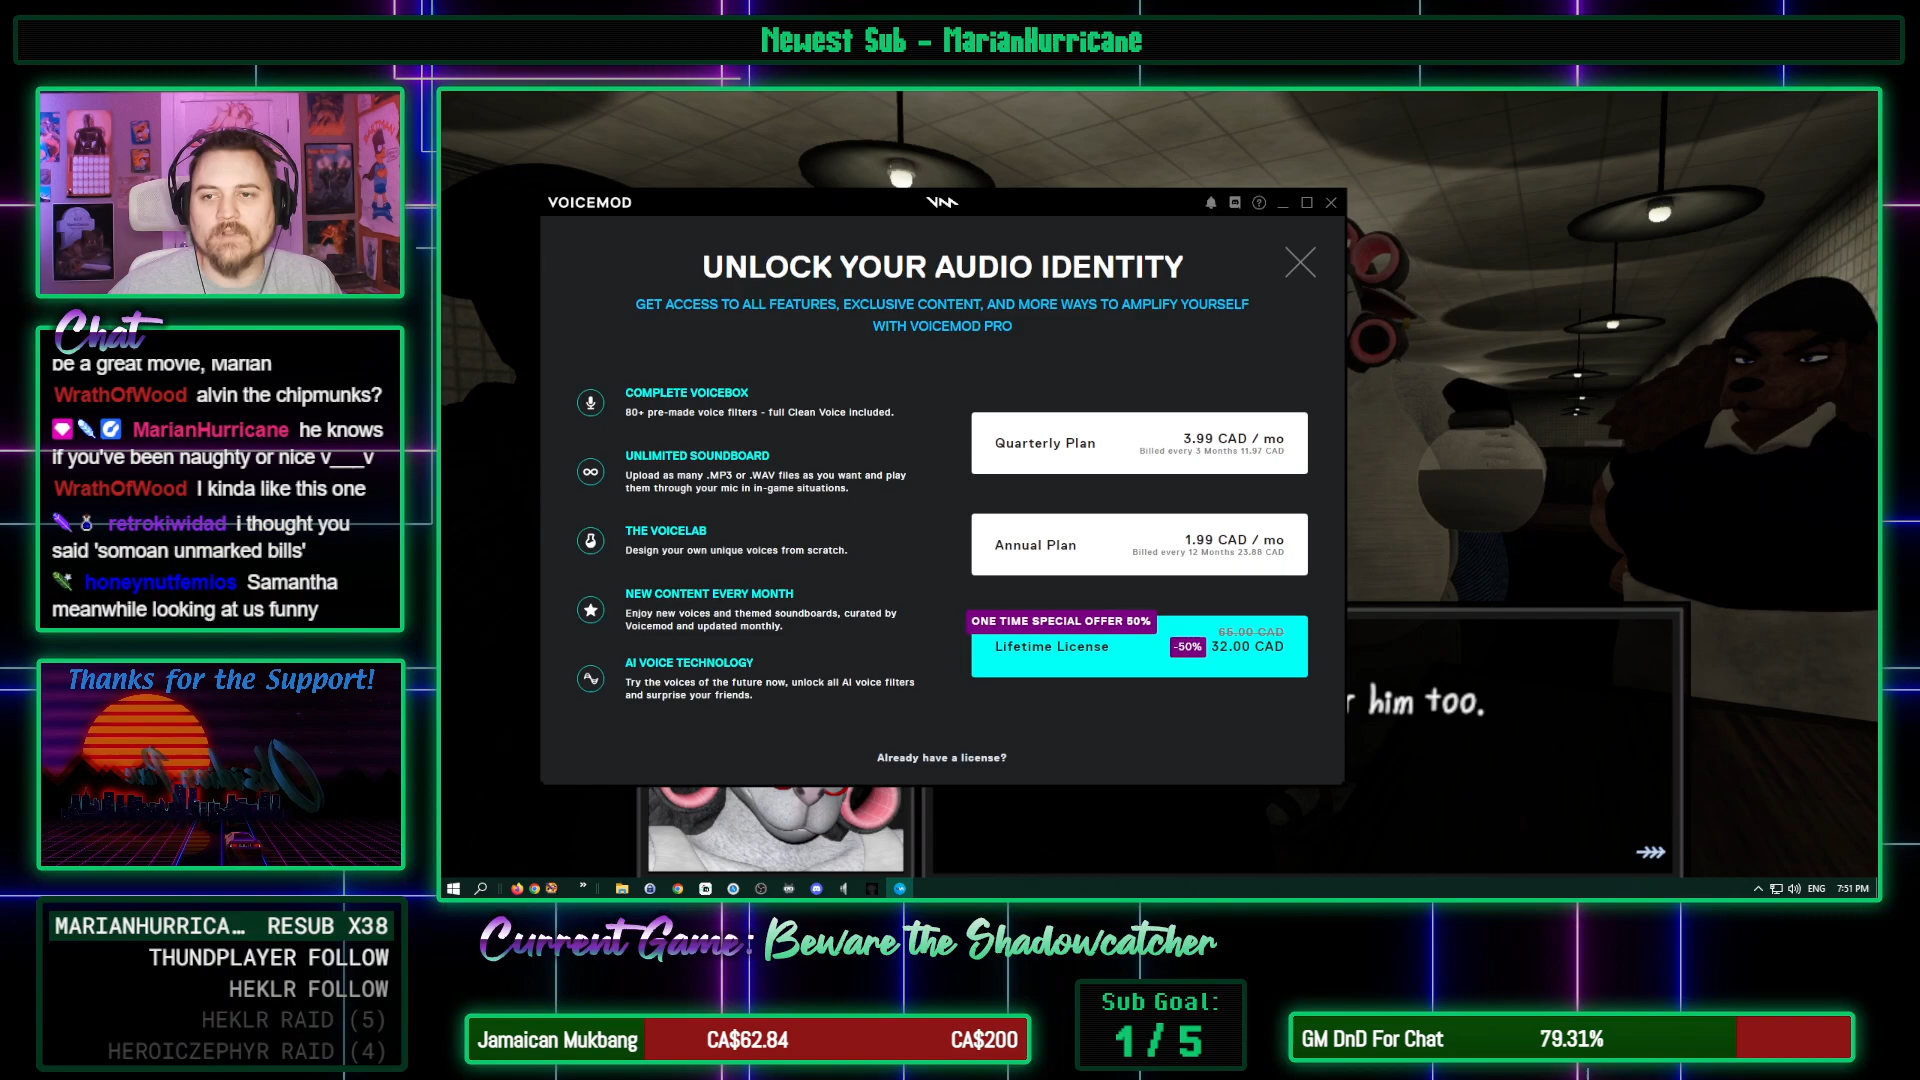 Newest Sub - MarianHurricane
Chat
be a great movie, Marian
WrathOfWood alvin the chipmunks?
MarianHurricane he knows
if you've been naughty or nice v___v
WrathOfWood I kinda like this one
retrokiwidad i thought you
said 'somoan unmarked bills'
honeynutfemios Samantha
meanwhile looking at us funny
Thanks for the Support!
MARIANHURRICA… RESUB X38
THUNDPLAYER FOLLOW
HEKLR FOLLOW
HEKLR RAID (5)
HEROICZEPHYR RAID (4)
VOICEMOD
UNLOCK YOUR AUDIO IDENTITY
GET ACCESS TO ALL FEATURES, EXCLUSIVE CONTENT, AND MORE WAYS TO AMPLIFY YOURSELF
WITH VOICEMOD PRO
COMPLETE VOICEBOX
80+ pre-made voice filters - full Clean Voice included.
UNLIMITED SOUNDBOARD
Upload as many .MP3 or .WAV files as you want and play
them through your mic in in-game situations.
THE VOICELAB
Design your own unique voices from scratch.
NEW CONTENT EVERY MONTH
Enjoy new voices and themed soundboards, curated by
Voicemod and updated monthly.
AI VOICE TECHNOLOGY
Try the voices of the future now, unlock all AI voice filters
and surprise your friends.
Quarterly Plan 3.99 CAD / mo
Billed every 3 Months 11.97 CAD
Annual Plan 1.99 CAD / mo
Billed every 12 Months 23.88 CAD
ONE TIME SPECIAL OFFER 50%
65.00 CAD
Lifetime License -50% 32.00 CAD
Already have a license?
him too.
ENG 7:51 PM
Current Game: Beware the Shadowcatcher
Jamaican Mukbang CA$62.84 CA$200
Sub Goal:
1/5
GM DnD For Chat 79.31%